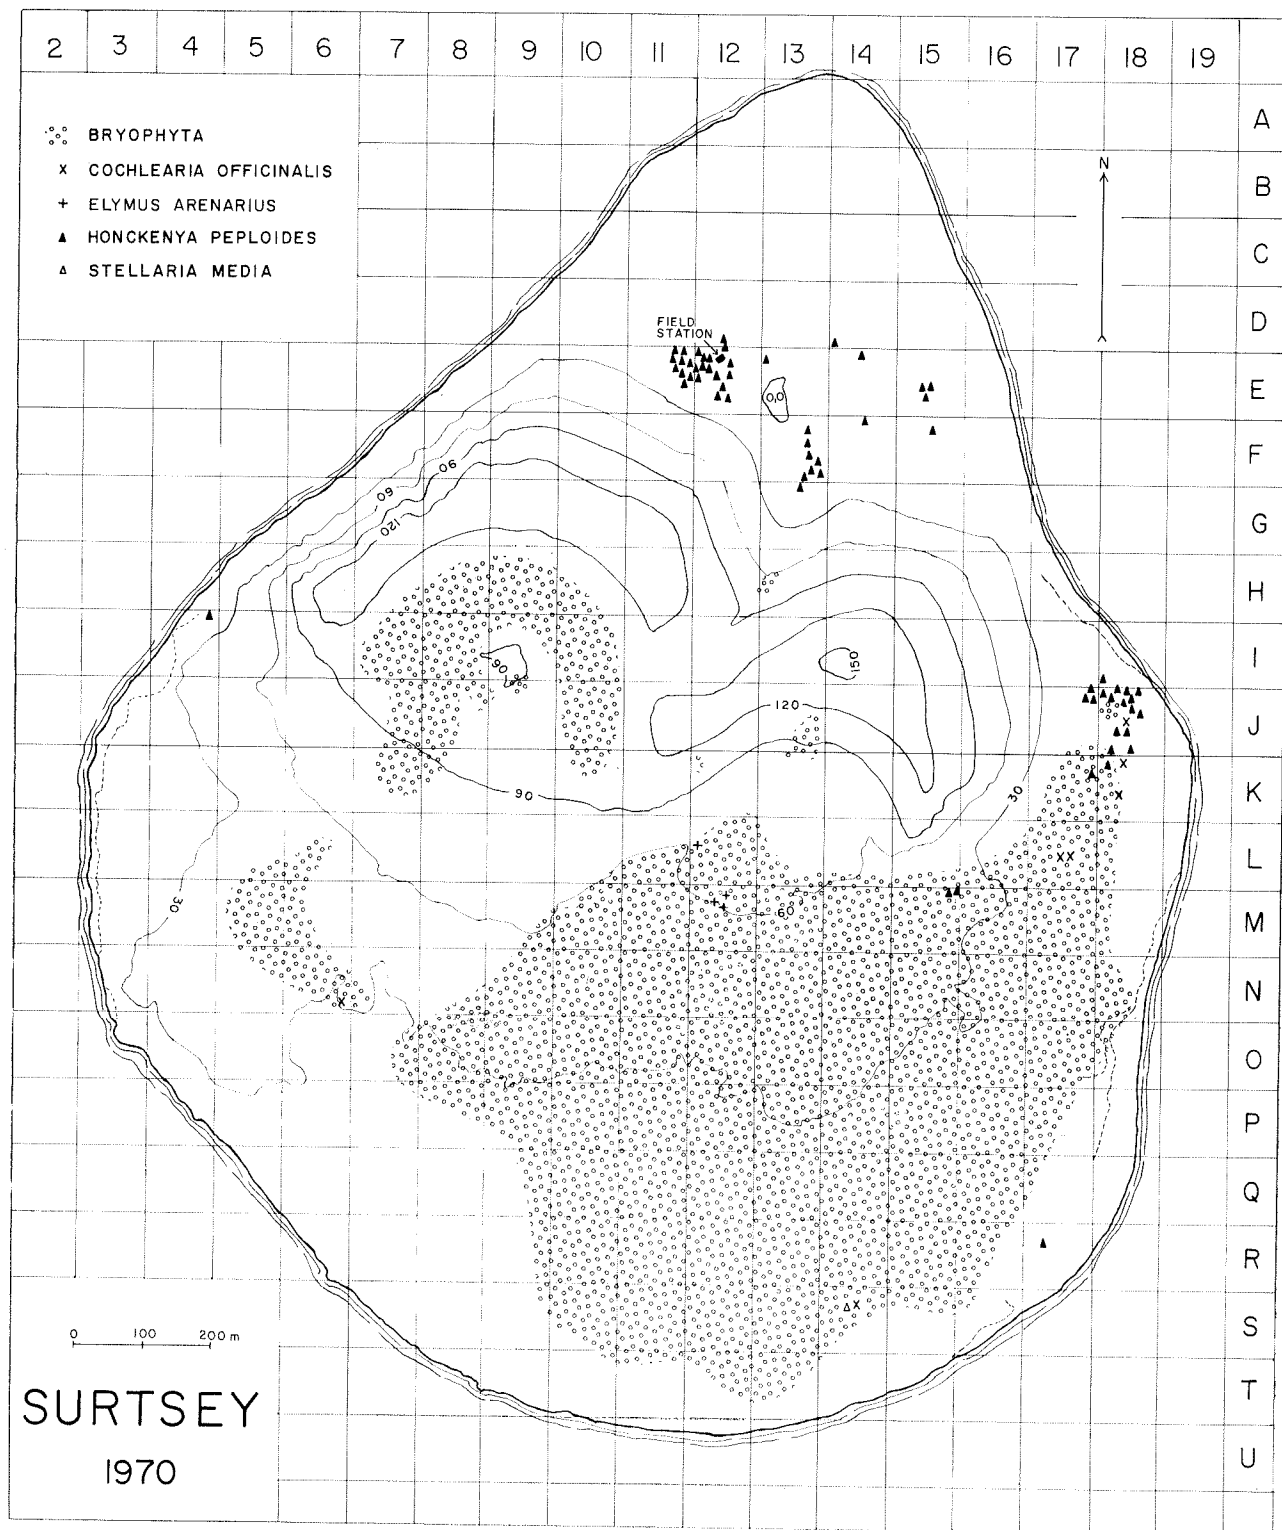 2 3 4 5 6 7 8 9 10 11 12 13 14 15 16 17 18 19
A
BRYOPHYTA
x COCHLEARIA OFFICINALIS
N
+ ELYMUS ARENARIUS
B
▲ HONCKENYA PEPLOIDES
C
△ STELLARIA MEDIA
D
FIELD
STATION
E
0,0
F
90
60
120
G
H
I
90
150
J
120
K
90
30
L
M
30
60
N
O
P
Q
R
S
0 100 200 m
T
SURTSEY
U
1970